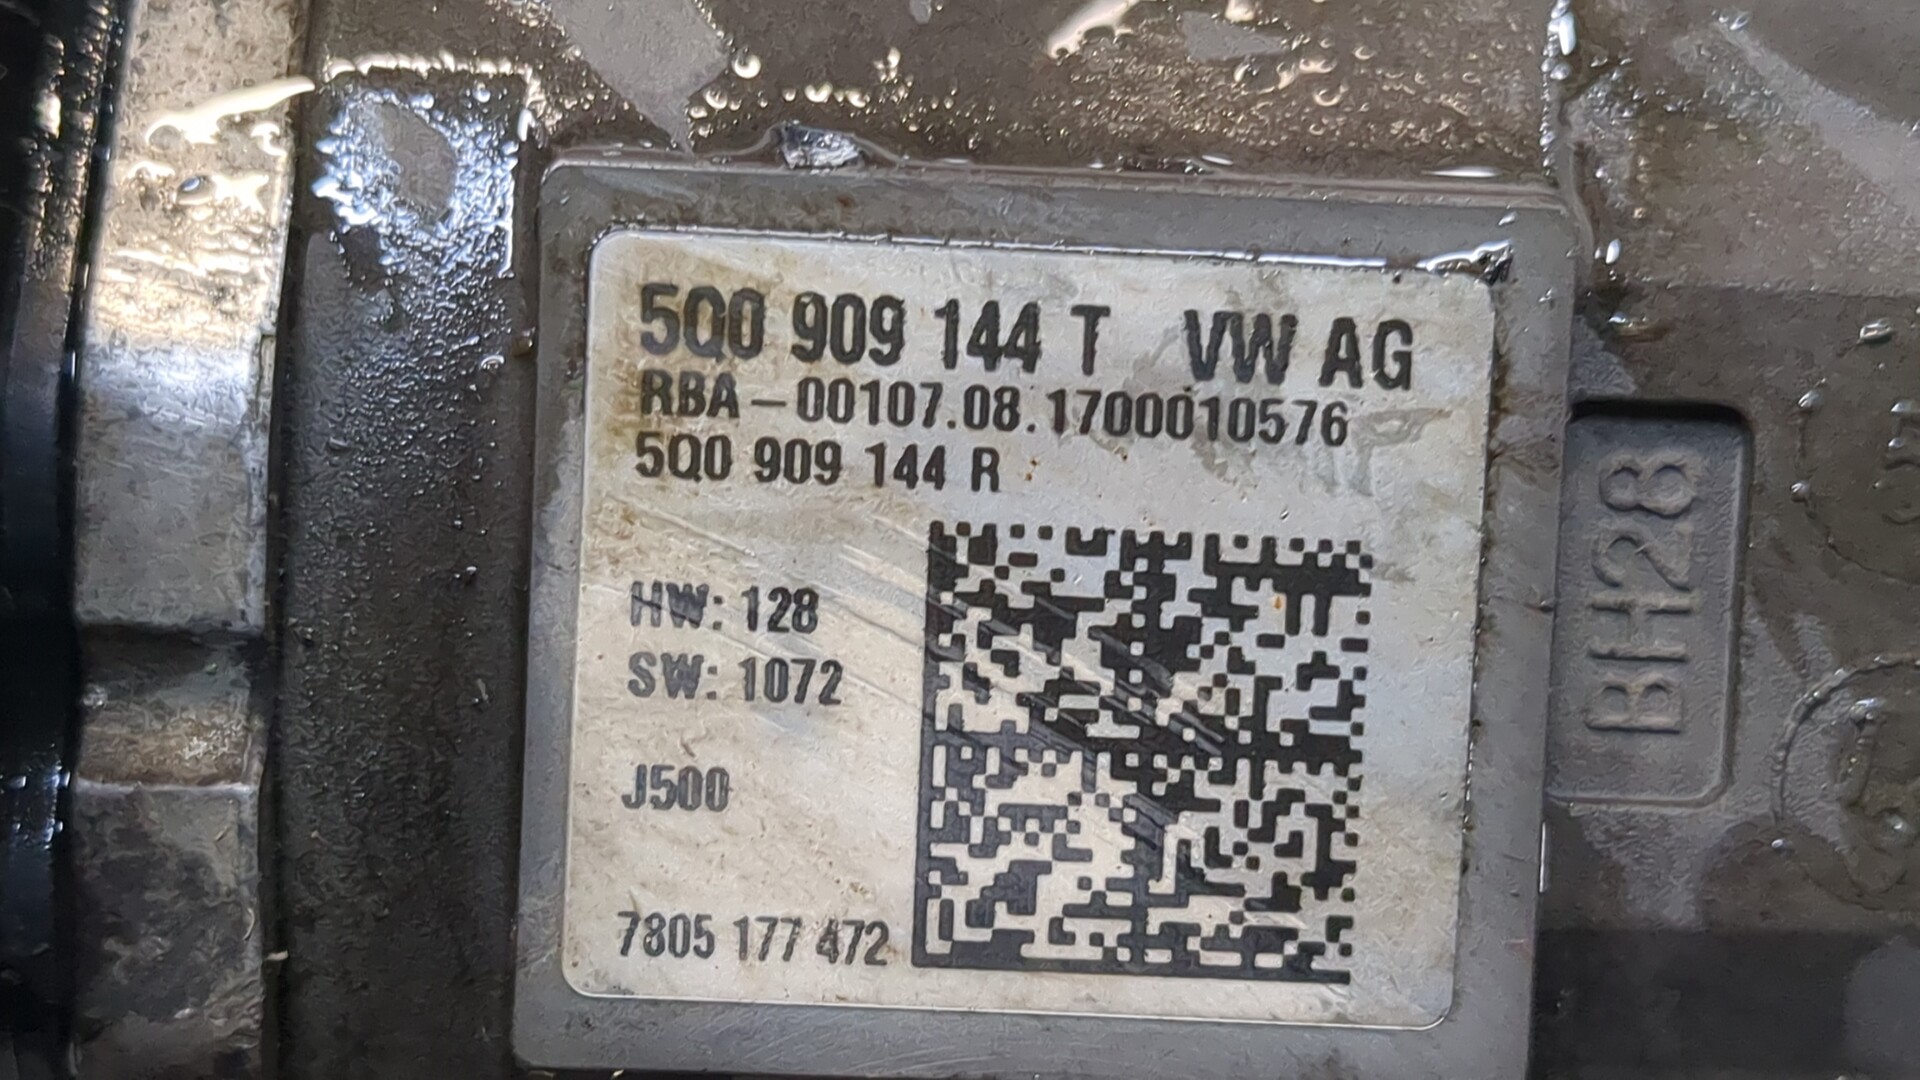 5Q0 909 144 T VW AG
RBA-00107.08.1700010576
5Q0 909 144 R
HW: 128
SW: 1072
J500
7805 177 472
BH28